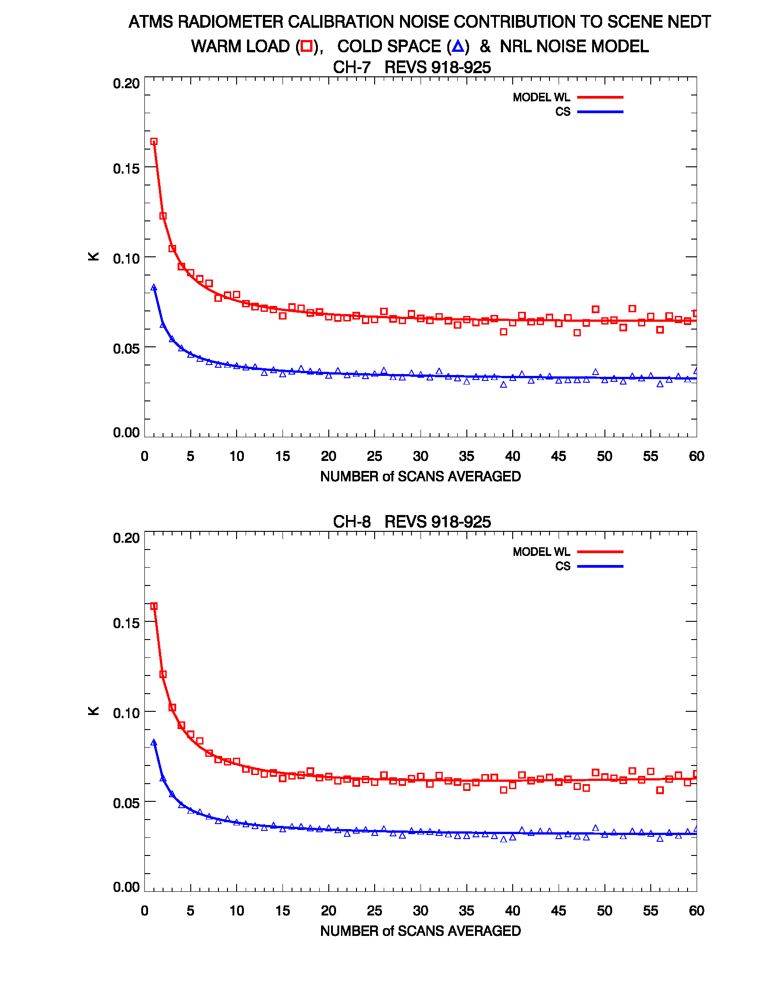 ATMS RADIOMETER CALIBRATION NOISE CONTRIBUTION TO SCENE NEDT
WARM LOAD (□), COLD SPACE (△) & NRL NOISE MODEL
CH-7 REVS 918-925
0.20
MODEL WL
CS
0.15
0.10
K
0.05
0.00
0 5 10 15 20 25 30 35 40 45 50 55 60
NUMBER of SCANS AVERAGED
CH-8 REVS 918-925
0.20
MODEL WL
CS
0.15
0.10
K
0.05
0.00
0 5 10 15 20 25 30 35 40 45 50 55 60
NUMBER of SCANS AVERAGED